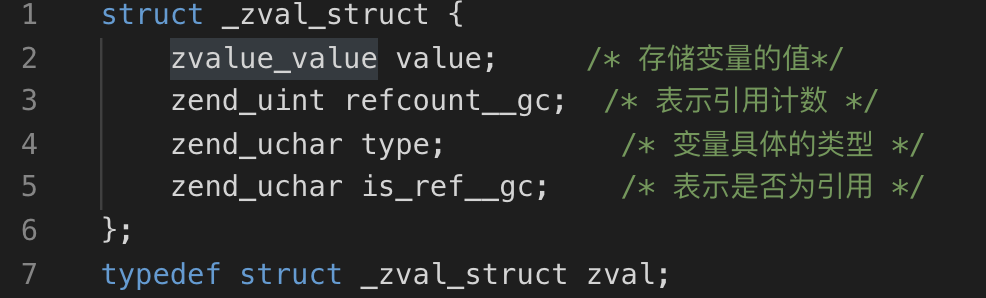 1 struct _zval_struct {
2 zvalue_value value; /* 存储变量的值*/
3 zend_uint refcount__gc; /* 表示引用计数 */
4 zend_uchar type; /* 变量具体的类型 */
5 zend_uchar is_ref__gc; /* 表示是否为引用 */
6 };
7 typedef struct _zval_struct zval;